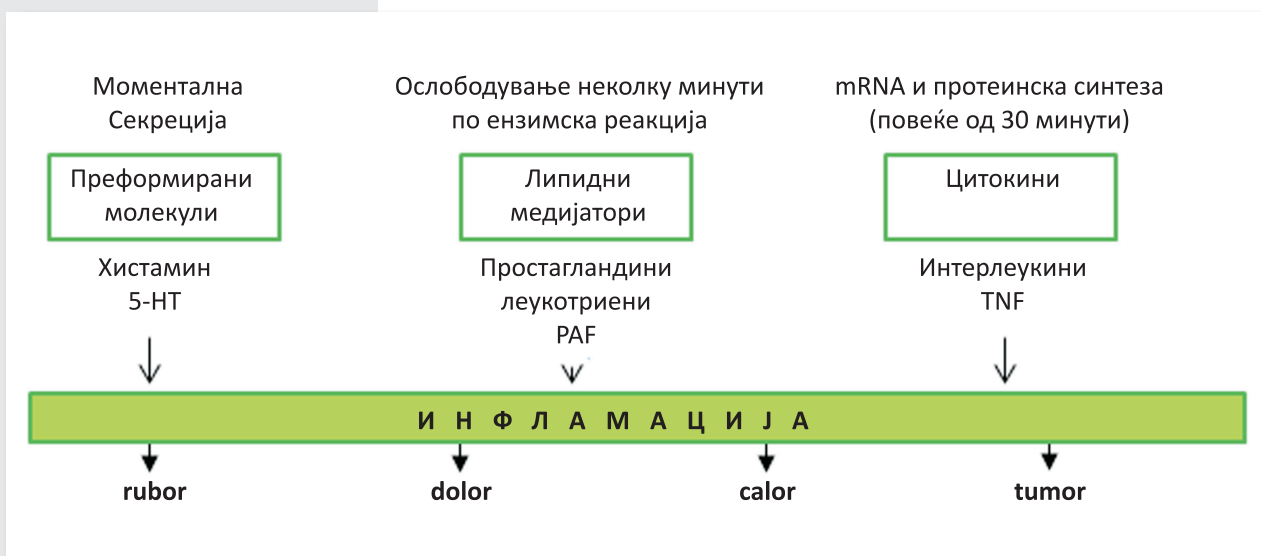 Моментална
Секреција
Преформирани
молекули
Хистамин
5-HT
Ослободување неколку минути
по ензимска реакција
Липидни
медијатори
Простагландини
леукотриени
PAF
mRNA и протеинска синтеза
(повеќе од 30 минути)
Цитокини
Интерлеукини
TNF
И Н Ф Л А М А Ц И Ј А
rubor
dolor
calor
tumor